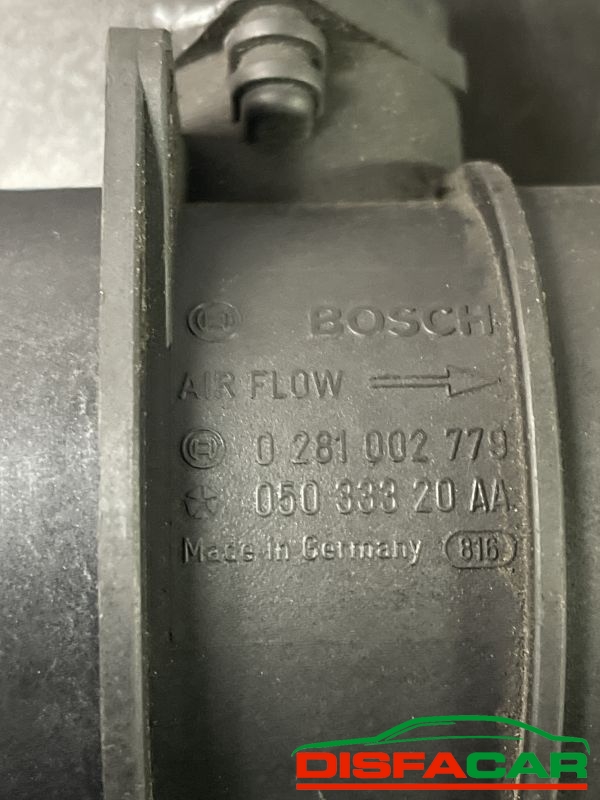 BOSCH
AIR FLOW
0 281 002 779
050 333 20 AA
Made in Germany 816
DISFACAR